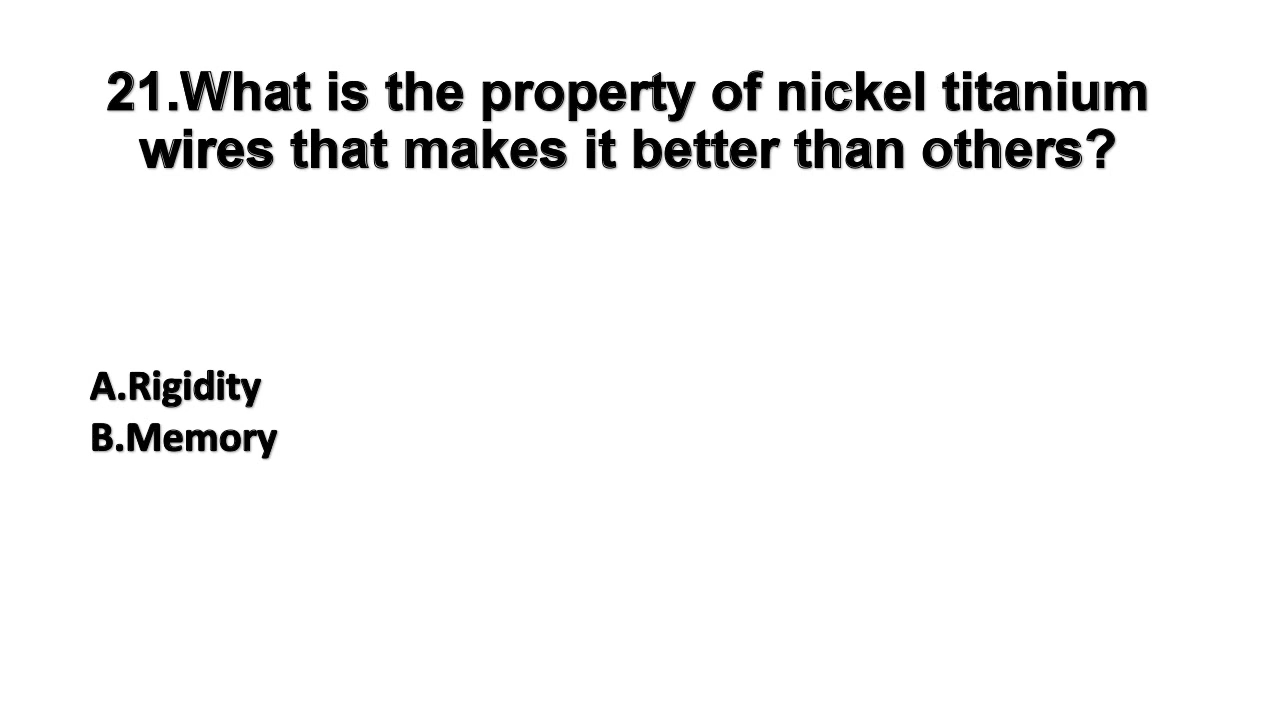 21.What is the property of nickel titanium
wires that makes it better than others?
A.Rigidity
B.Memory